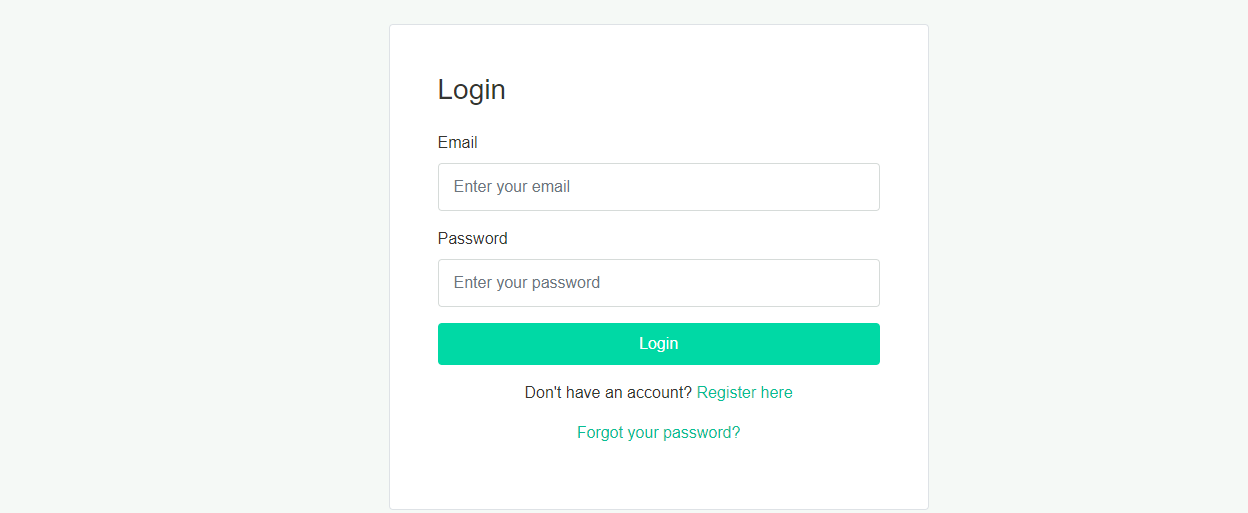 Login
Email
Enter your email
Password
Enter your password
Login
Don't have an account? Register here
Forgot your password?